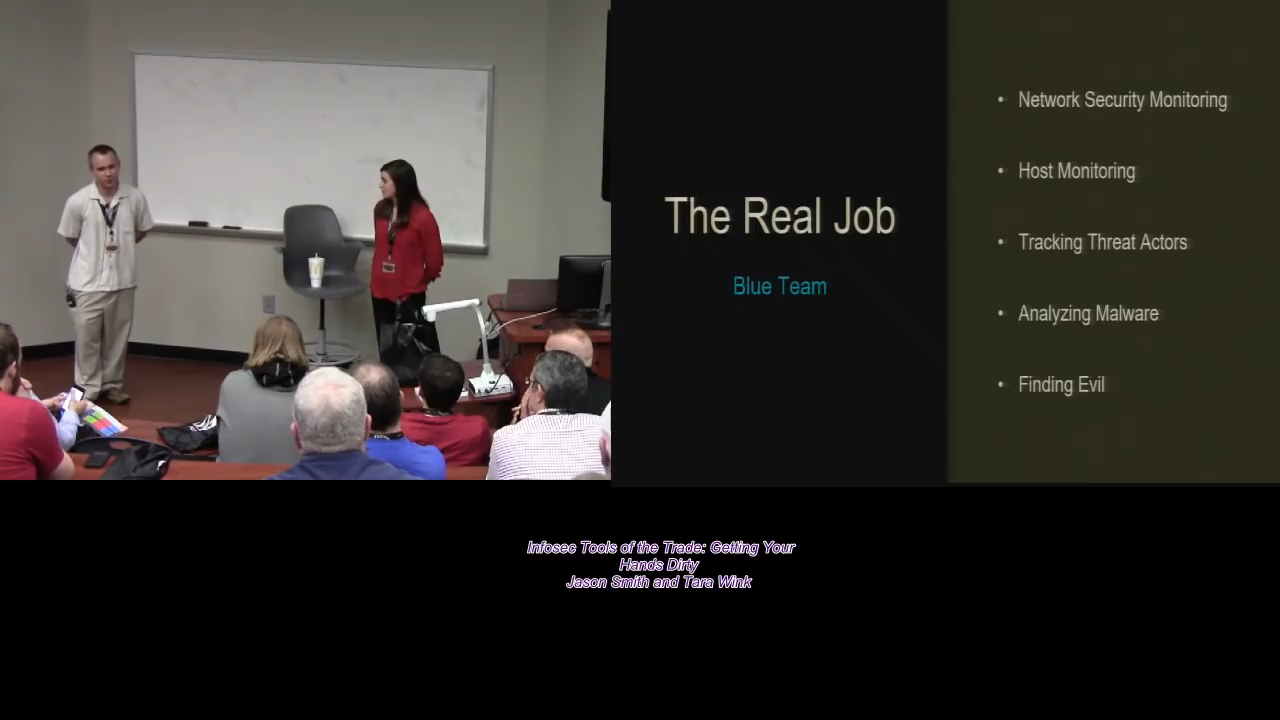 The Real Job
Blue Team
• Network Security Monitoring
• Host Monitoring
• Tracking Threat Actors
• Analyzing Malware
• Finding Evil
Infosec Tools of the Trade: Getting Your
Hands Dirty
Jason Smith and Tara Wink